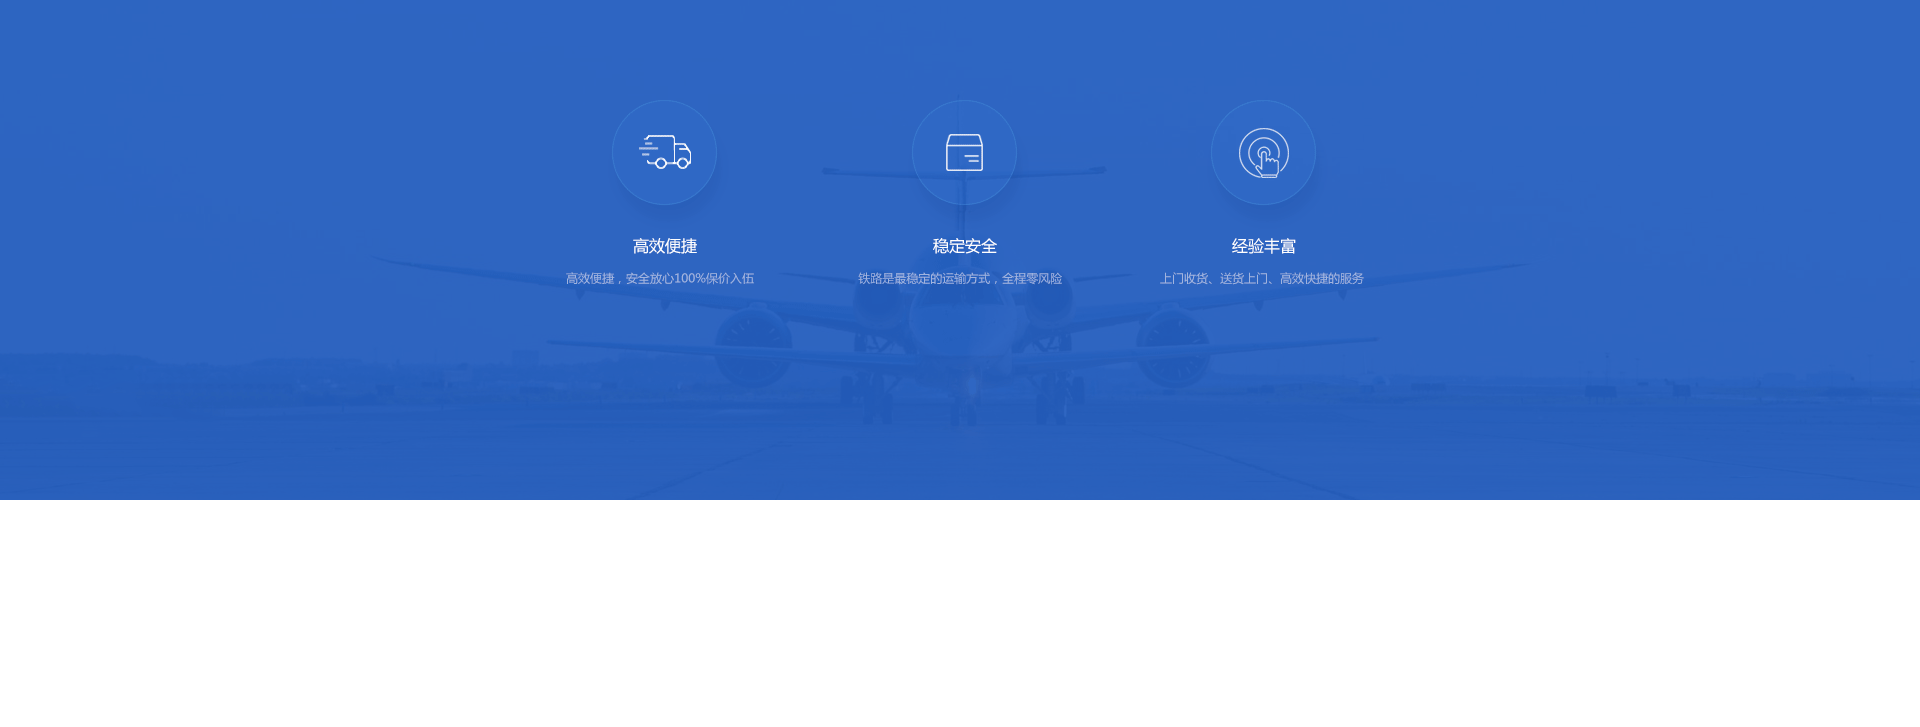 高效便捷
稳定安全
经验丰富
高效便捷，安全放心100%保价入伍
铁路是最稳定的运输方式，全程零风险
上门收货、送货上门、高效快捷的服务